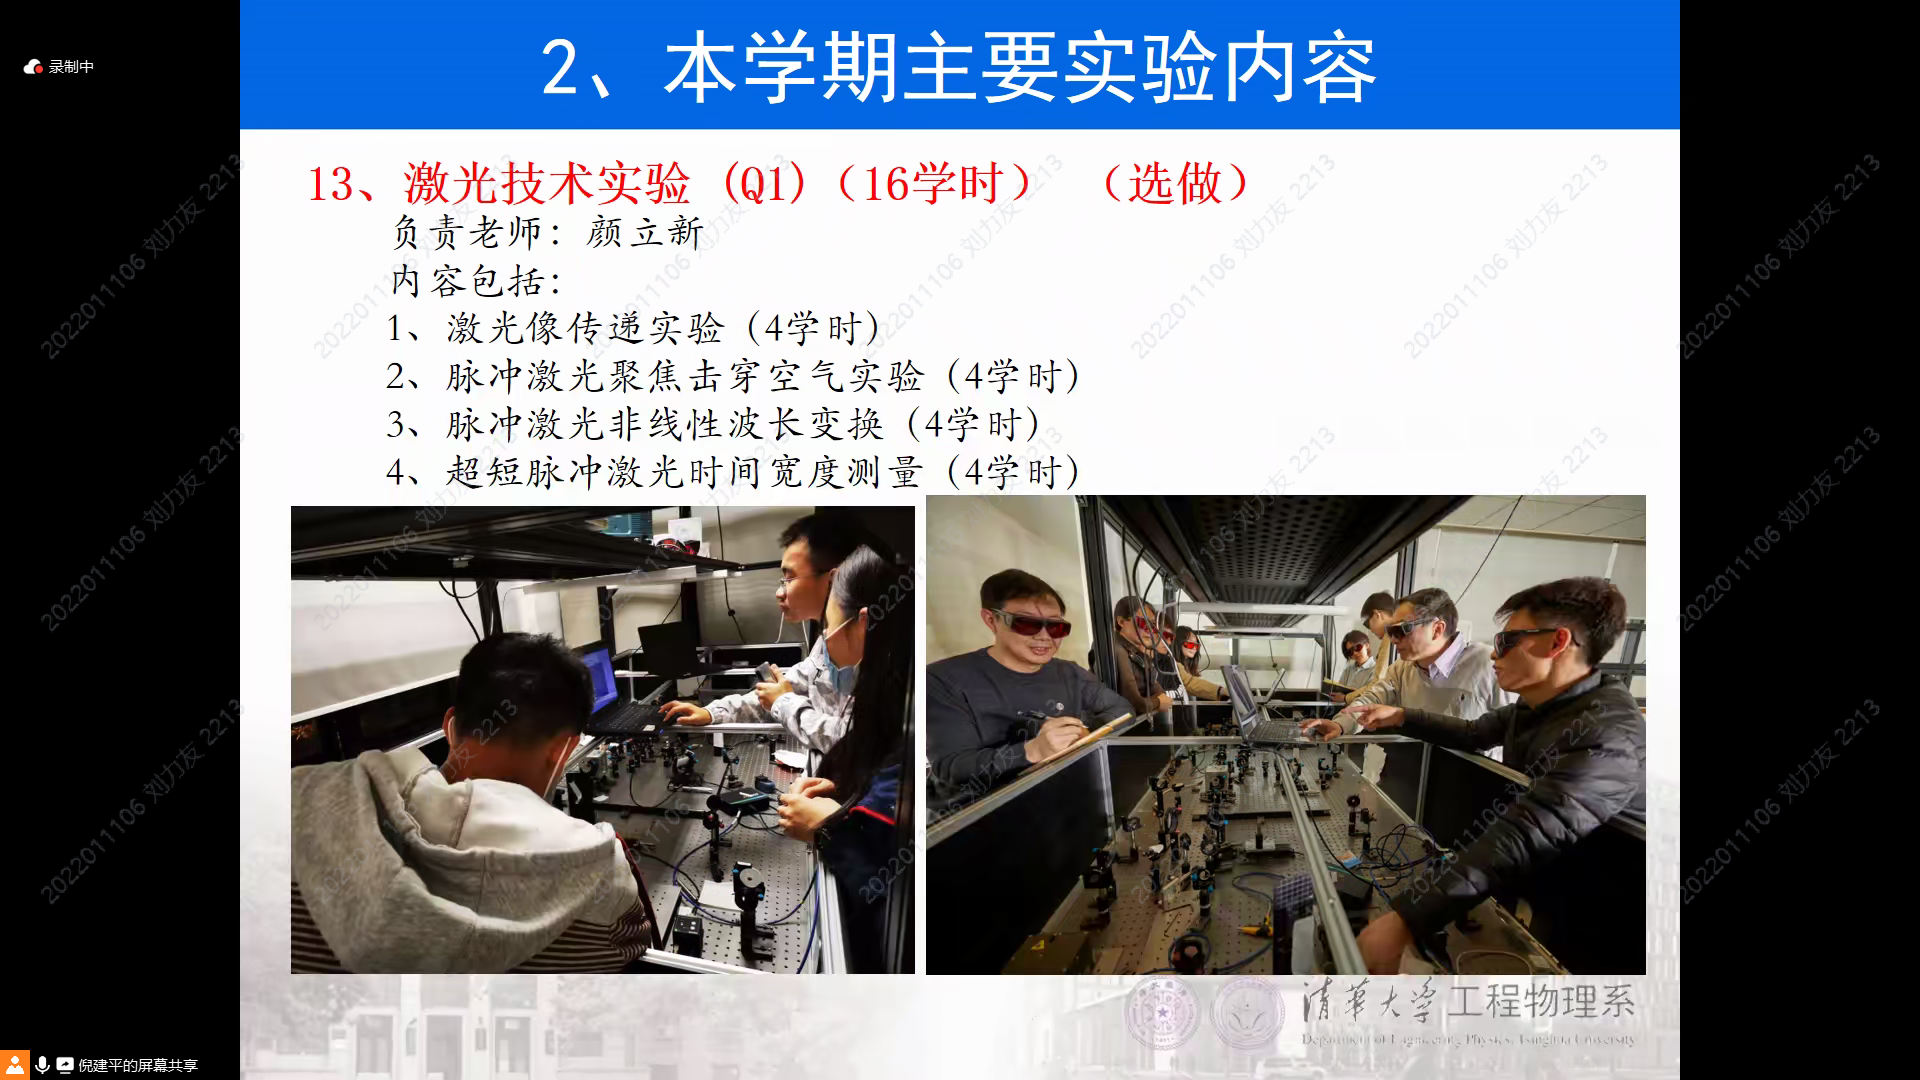 录制中
2、本学期主要实验内容
13、激光技术实验 (Q1)（16学时） （选做）
负责老师：颜立新
内容包括：
1、激光像传递实验（4学时）
2、脉冲激光聚焦击穿空气实验（4学时）
3、脉冲激光非线性波长变换（4学时）
4、超短脉冲激光时间宽度测量（4学时）
2022011106 刘力友 2213
清华大学 工程物理系
Department of Engineering Physics, Tsinghua University
倪建平的屏幕共享